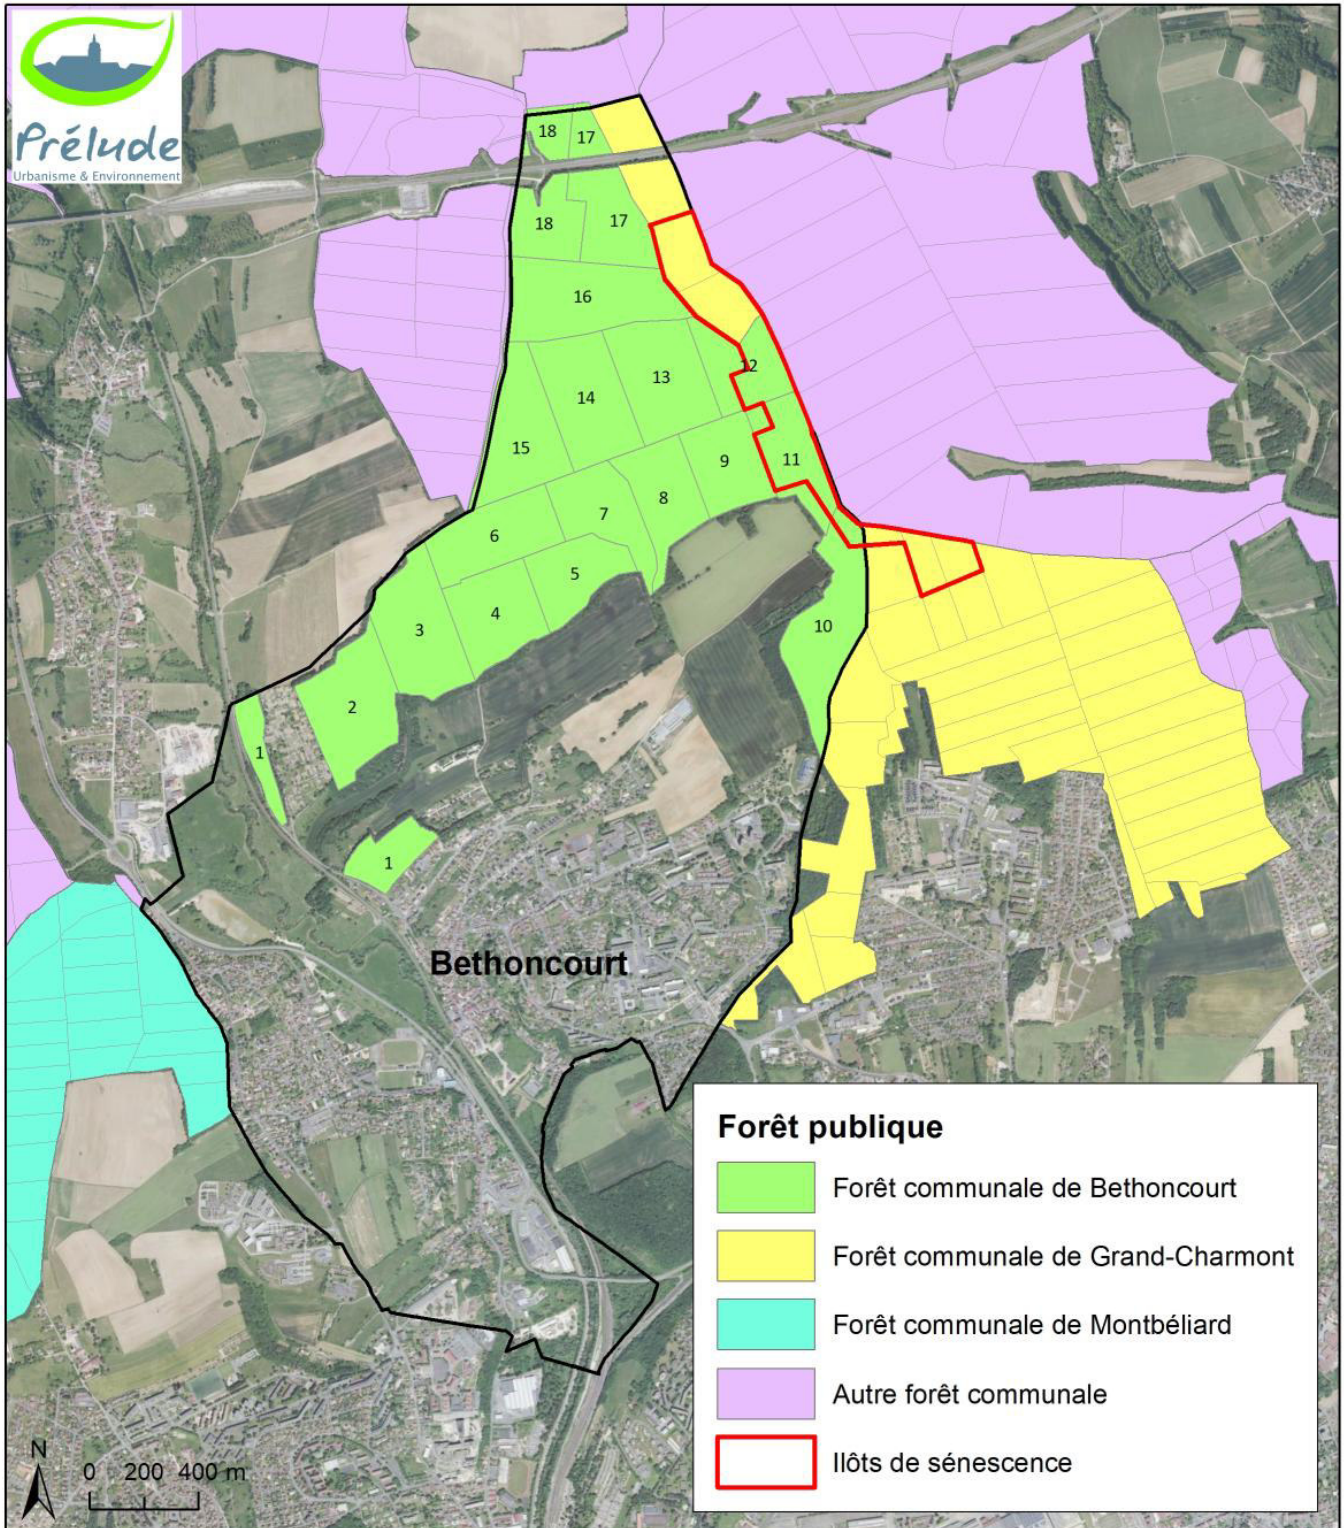 Prélude
Urbanisme & Environnement
18
17
18
17
16
12
13
14
15
9
11
8
7
6
5
4
3
10
2
1
1
Bethoncourt
Forêt publique
Forêt communale de Bethoncourt
Forêt communale de Grand-Charmont
Forêt communale de Montbéliard
Autre forêt communale
Ilôts de sénescence
N
0 200 400 m